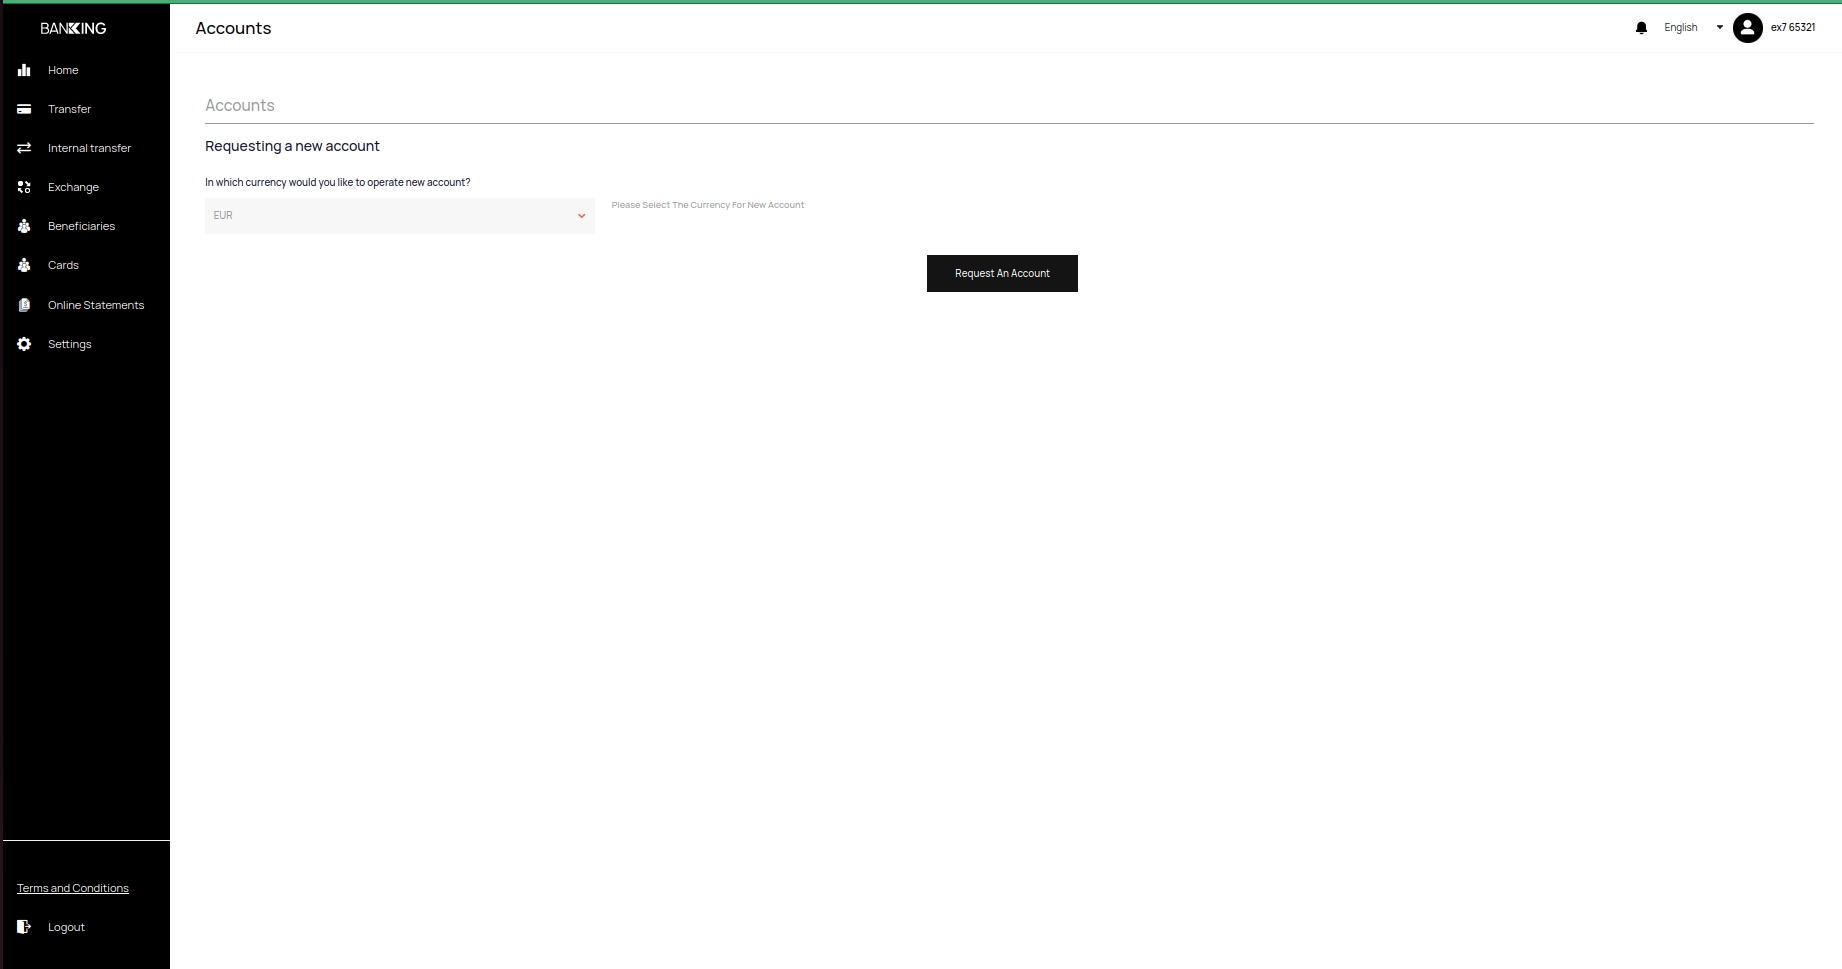 BANKING
Accounts
English
ex7 65321
Home
Transfer
Internal transfer
Exchange
Beneficiaries
Cards
Online Statements
Settings
Terms and Conditions
Logout
Accounts
Requesting a new account
In which currency would you like to operate new account?
EUR
Please Select The Currency For New Account
Request An Account